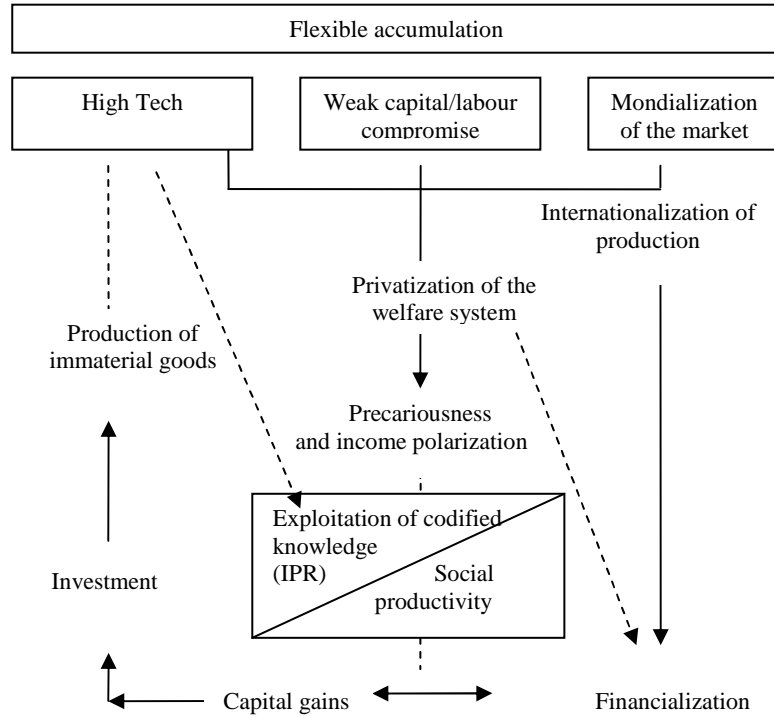 Flexible accumulation
High Tech
Weak capital/labour
compromise
Mondialization
of the market
Internationalization of
production
Privatization of the
welfare system
Production of
immaterial goods
Precariousness
and income polarization
Exploitation of codified
knowledge
(IPR)
Social
productivity
Investment
Capital gains
Financialization